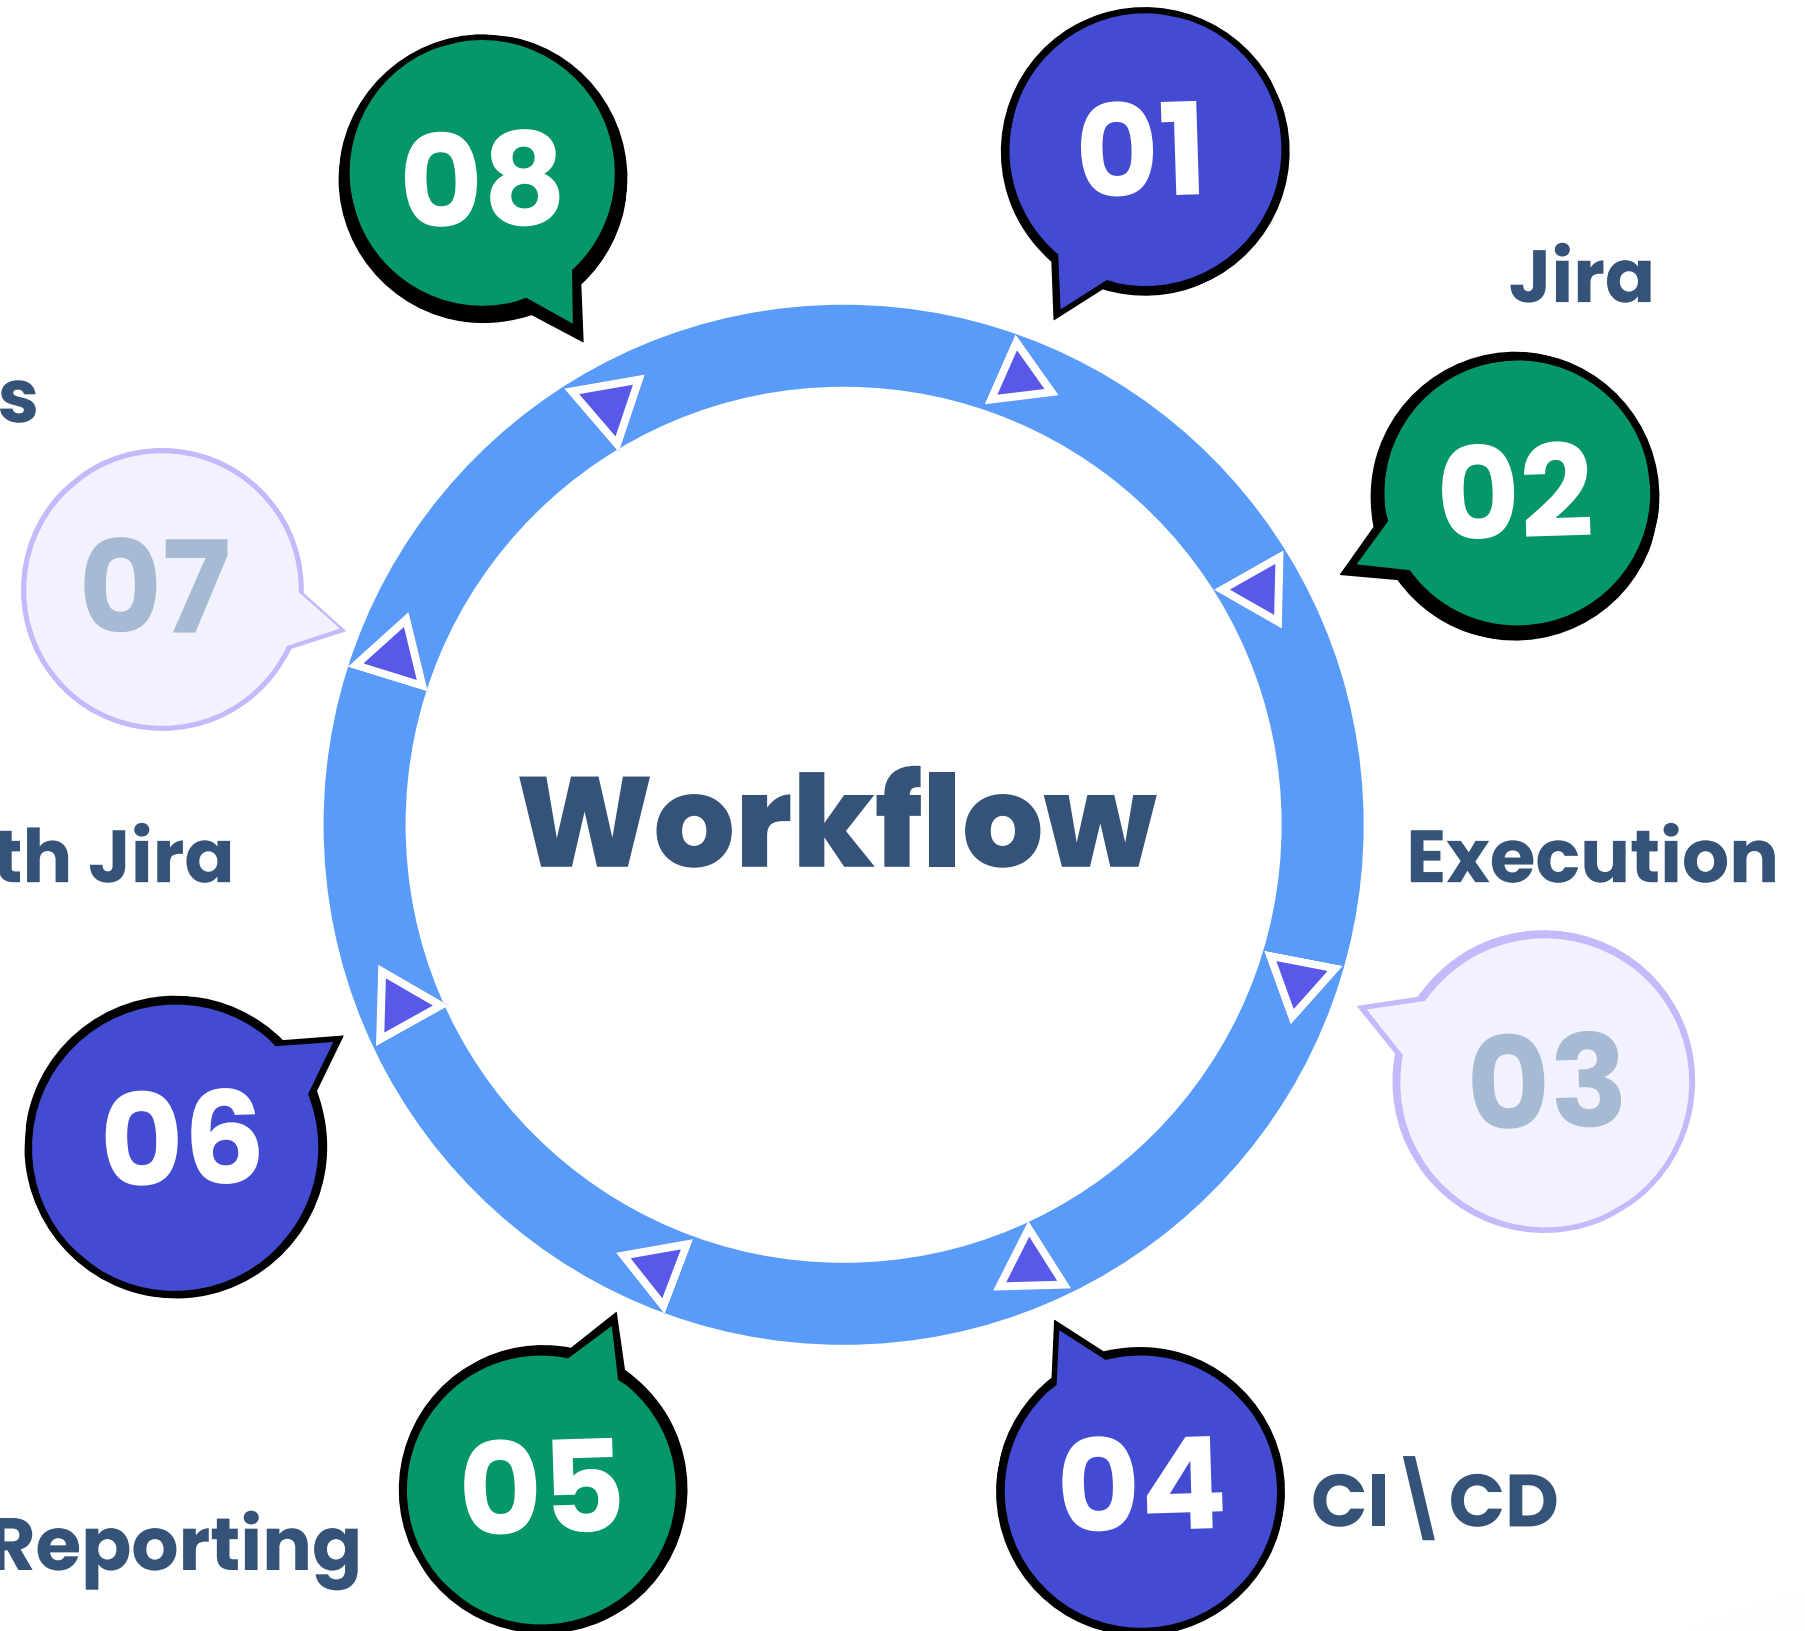 08
01
Jira
02
s
07
Workflow
th Jira
Execution
03
06
05
04
CI\CD
Reporting